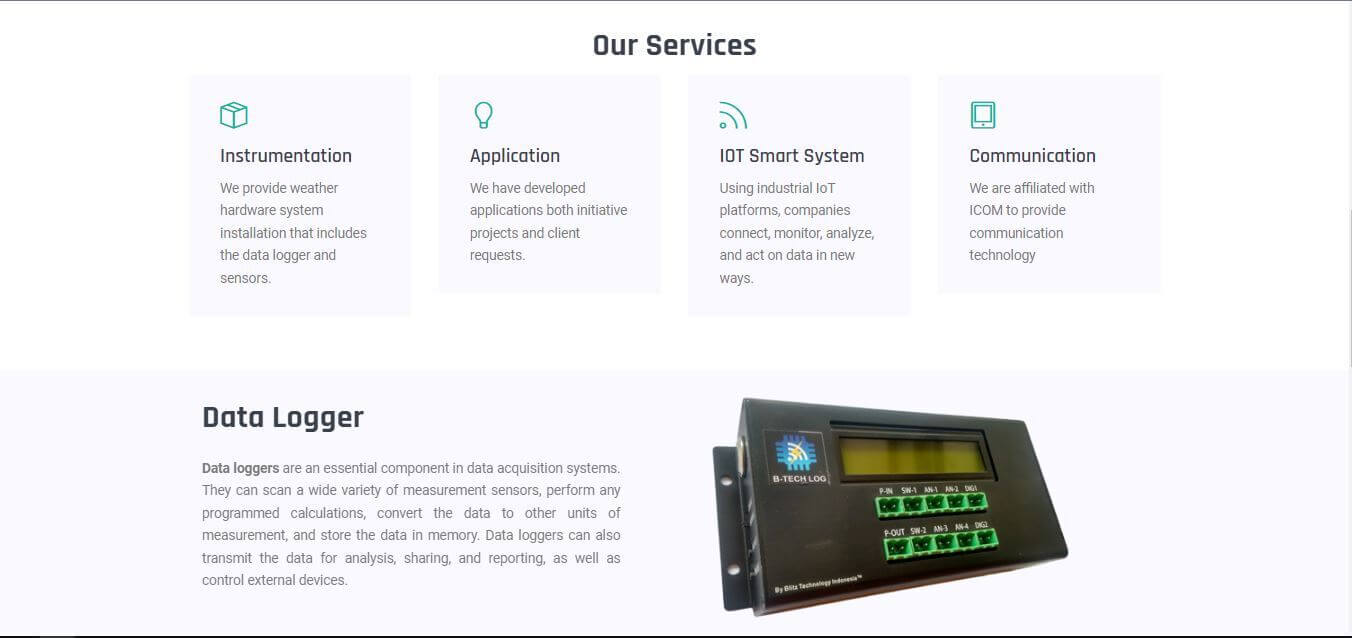 Our Services
Instrumentation
We provide weather
hardware system
installation that includes
the data logger and
sensors.
Application
We have developed
applications both initiative
projects and client
requests.
IOT Smart System
Using industrial IoT
platforms, companies
connect, monitor, analyze,
and act on data in new
ways.
Communication
We are affiliated with
ICOM to provide
communication
technology
Data Logger
Data loggers are an essential component in data acquisition systems.
They can scan a wide variety of measurement sensors, perform any
programmed calculations, convert the data to other units of
measurement, and store the data in memory. Data loggers can also
transmit the data for analysis, sharing, and reporting, as well as
control external devices.
B-TECH LOG
P-IN SW-1 AN-1 AN-2 DIG1
P-OUT SW-2 AN-3 AN-4 DIG2
By Blitz Technology Indonesia™